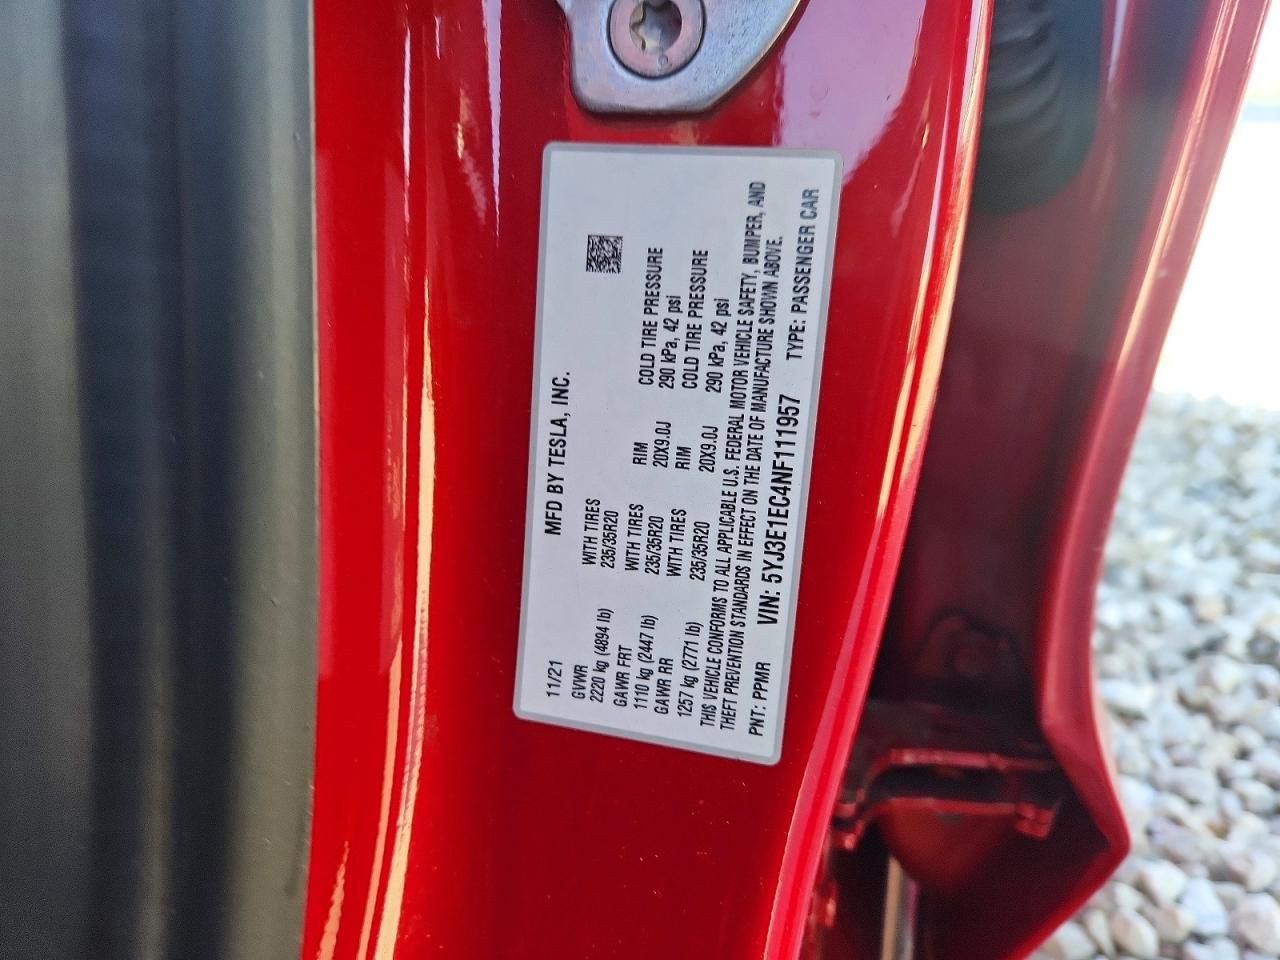 MFD BY TESLA, INC.
11/21
GVWR WITH TIRES
2220 kg (4894 lb) 235/35R20
GAWR FRT WITH TIRES RIM COLD TIRE PRESSURE
1110 kg (2447 lb) 235/35R20 20X9.0J 290 kPa, 42 psi
GAWR RR WITH TIRES RIM COLD TIRE PRESSURE
1257 kg (2771 lb) 235/35R20 20X9.0J 290 kPa, 42 psi
THIS VEHICLE CONFORMS TO ALL APPLICABLE U.S. FEDERAL MOTOR VEHICLE SAFETY, BUMPER, AND
THEFT PREVENTION STANDARDS IN EFFECT ON THE DATE OF MANUFACTURE SHOWN ABOVE.
PNT: PPMR VIN: 5YJ3E1EC4NF111957 TYPE: PASSENGER CAR